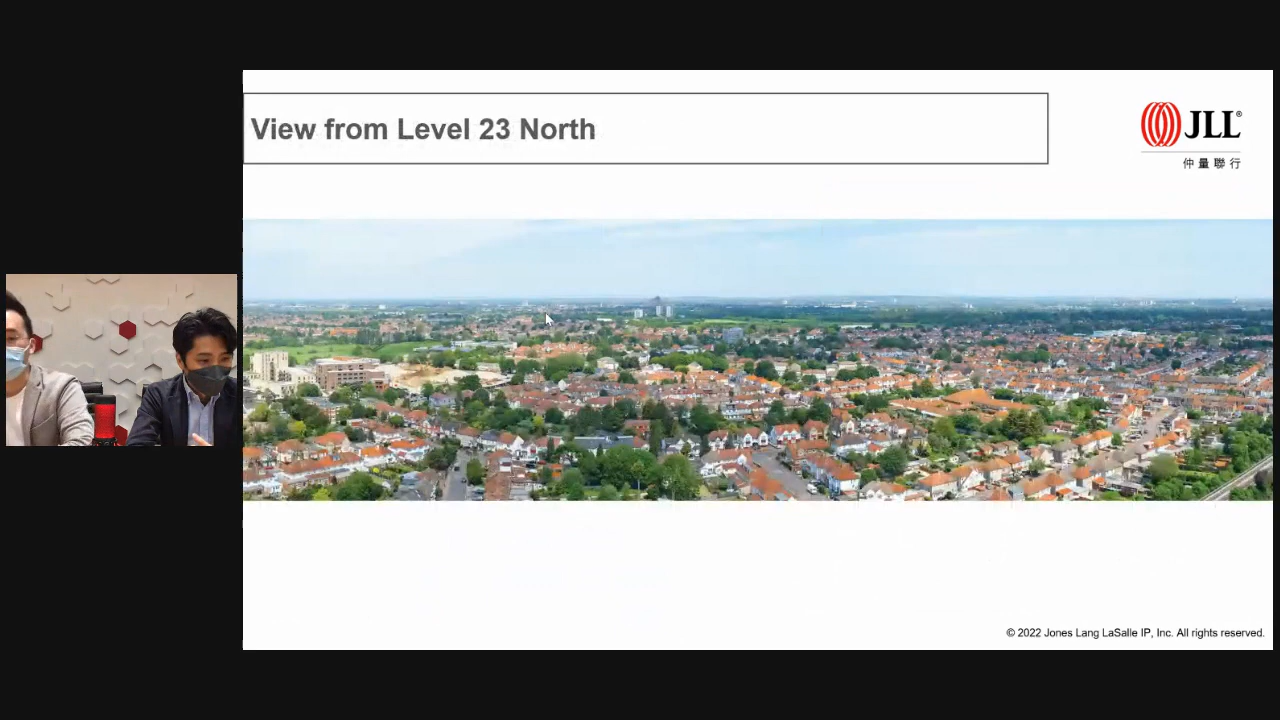 View from Level 23 North
JLL®
仲量聯行
© 2022 Jones Lang LaSalle IP, Inc. All rights reserved.